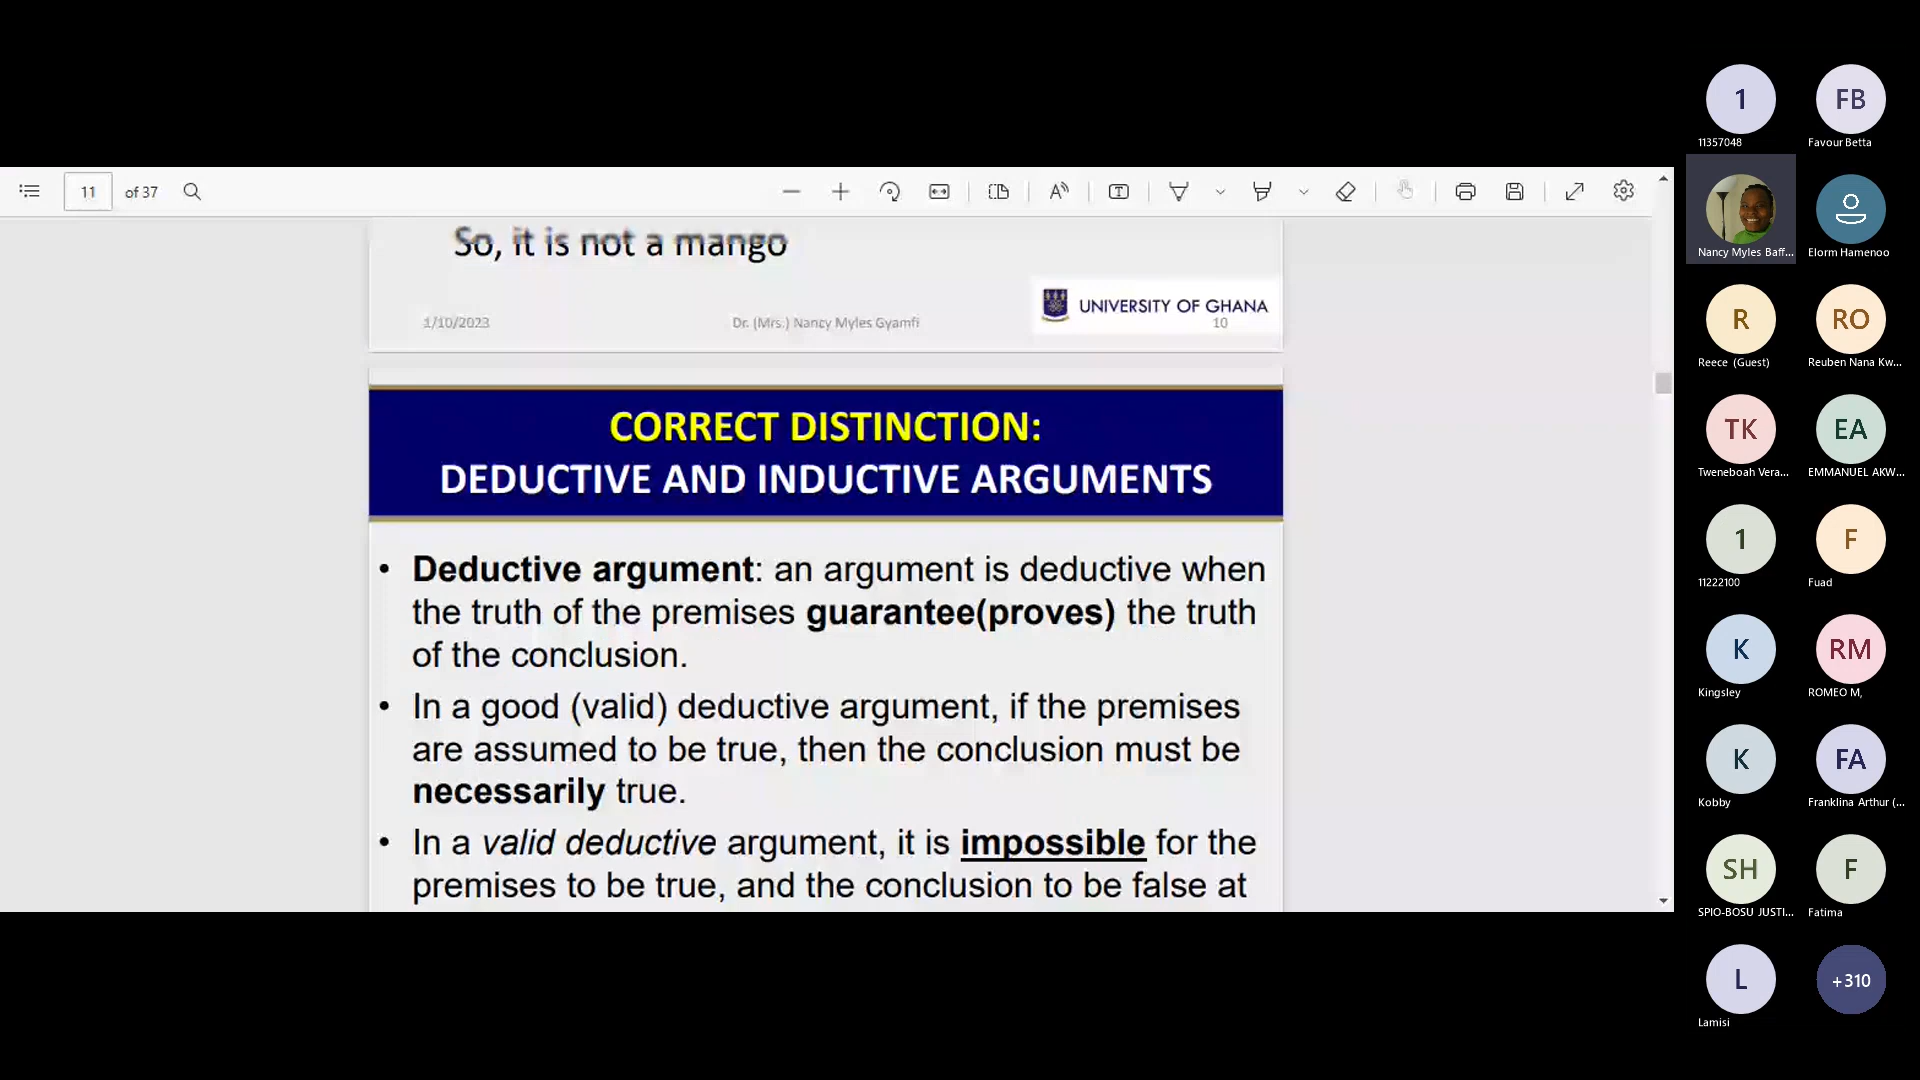 11 of 37
So, it is not a mango
UNIVERSITY OF GHANA
1/10/2023 Dr. (Mrs.) Nancy Myles Gyamfi 10
CORRECT DISTINCTION:
DEDUCTIVE AND INDUCTIVE ARGUMENTS
• Deductive argument: an argument is deductive when
the truth of the premises guarantee(proves) the truth
of the conclusion.
• In a good (valid) deductive argument, if the premises
are assumed to be true, then the conclusion must be
necessarily true.
• In a valid deductive argument, it is impossible for the
premises to be true, and the conclusion to be false at
1 FB
11357048 Favour Betta
Nancy Myles Baff... Elorm Hamenoo
R RO
Reece (Guest) Reuben Nana Kw...
TK EA
Tweneboah Vera... EMMANUEL AKW...
1 F
11222100 Fuad
K RM
Kingsley ROMEO M,
K FA
Kobby Franklina Arthur (...
SH F
SPIO-BOSU JUSTI... Fatima
L +310
Lamisi